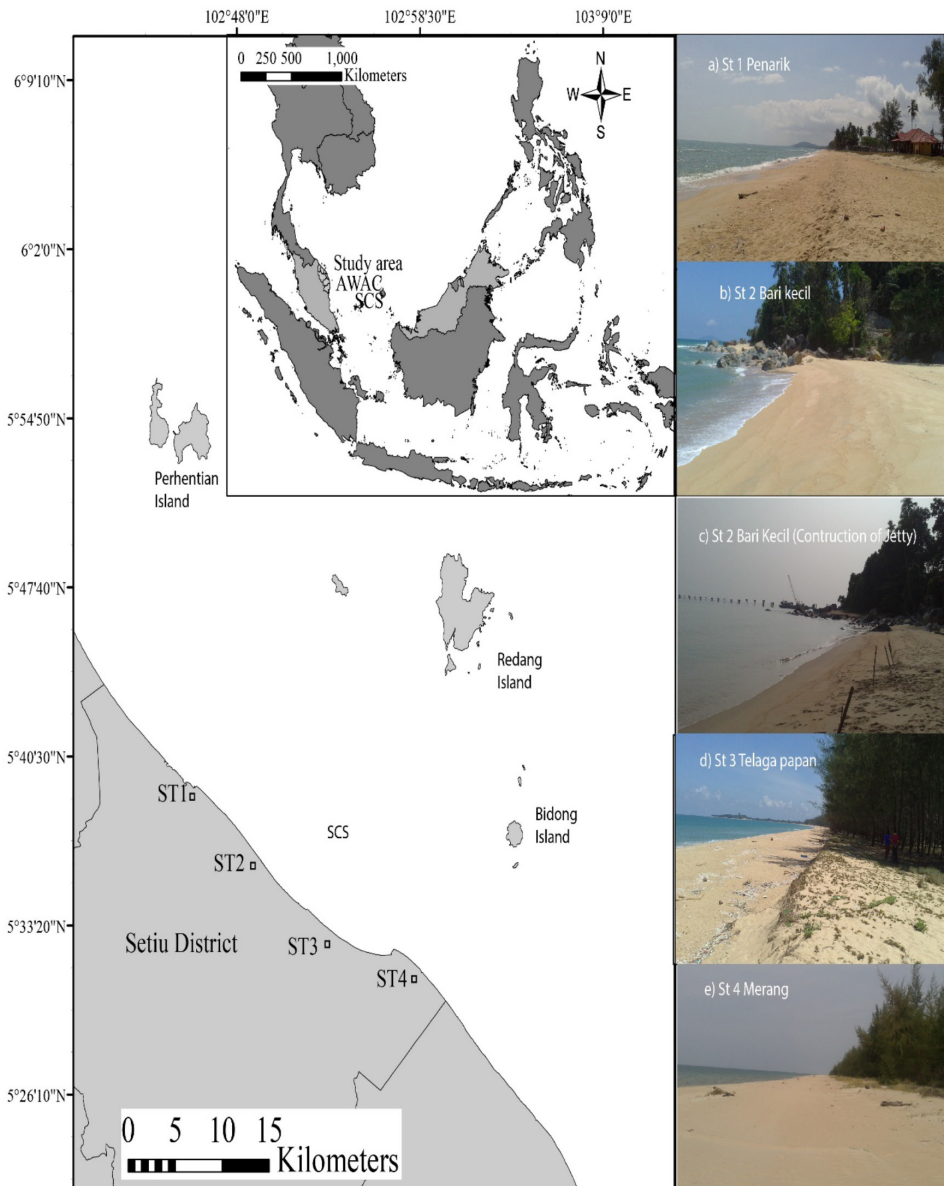 102°48'0"E 102°58'30"E 103°9'0"E
6°9'10"N
6°2'0"N
5°54'50"N
5°47'40"N
5°40'30"N
5°33'20"N
5°26'10"N
0 250 500 1,000
Kilometers
N
W E
S
Study area
AWAC
SCS
Perhentian
Island
Redang
Island
Bidong
Island
SCS
ST1
ST2
ST3
ST4
Setiu District
0 5 10 15
Kilometers
a) St 1 Penarik
b) St 2 Bari kecil
c) St 2 Bari Kecil (Contruction of Jetty)
d) St 3 Telaga papan
e) St 4 Merang